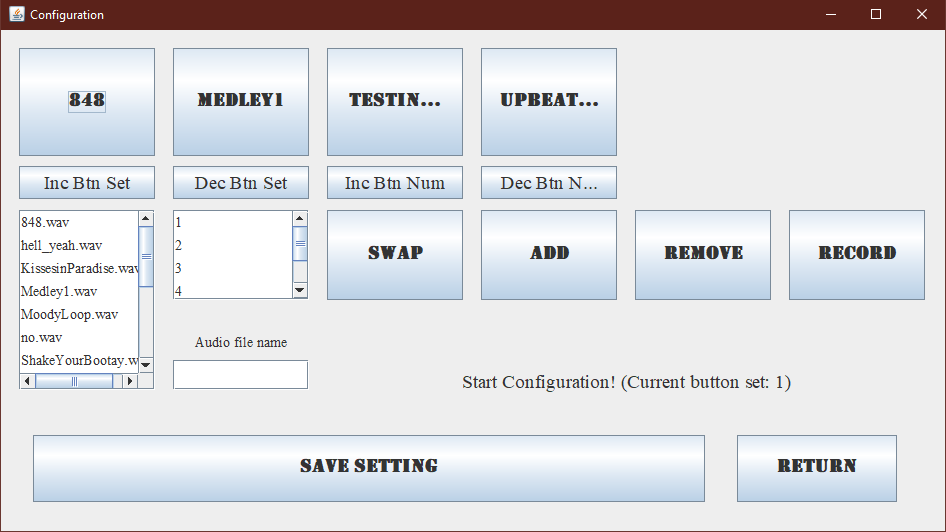 Configuration
848
MEDLEY1
TESTIN...
UPBEAT...
Inc Btn Set
Dec Btn Set
Inc Btn Num
Dec Btn N...
848.wav
hell_yeah.wav
KissesinParadise.wav
Medley1.wav
MoodyLoop.wav
no.wav
ShakeYourBootay.w
1
2
3
4
SWAP
ADD
REMOVE
RECORD
Audio file name
Start Configuration! (Current button set: 1)
SAVE SETTING
RETURN